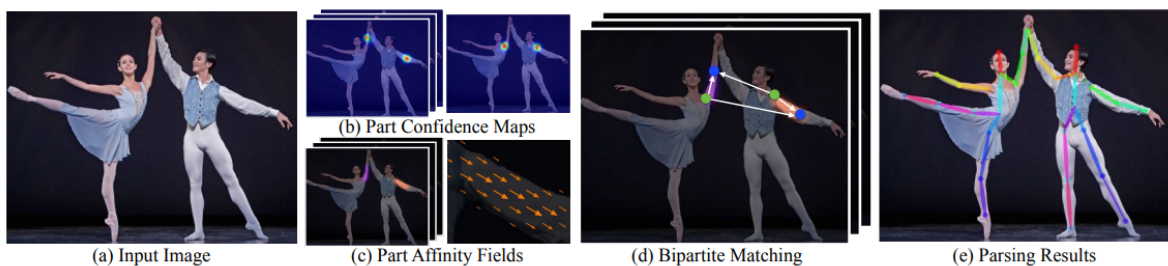 (a) Input Image
(b) Part Confidence Maps
(c) Part Affinity Fields
(d) Bipartite Matching
(e) Parsing Results